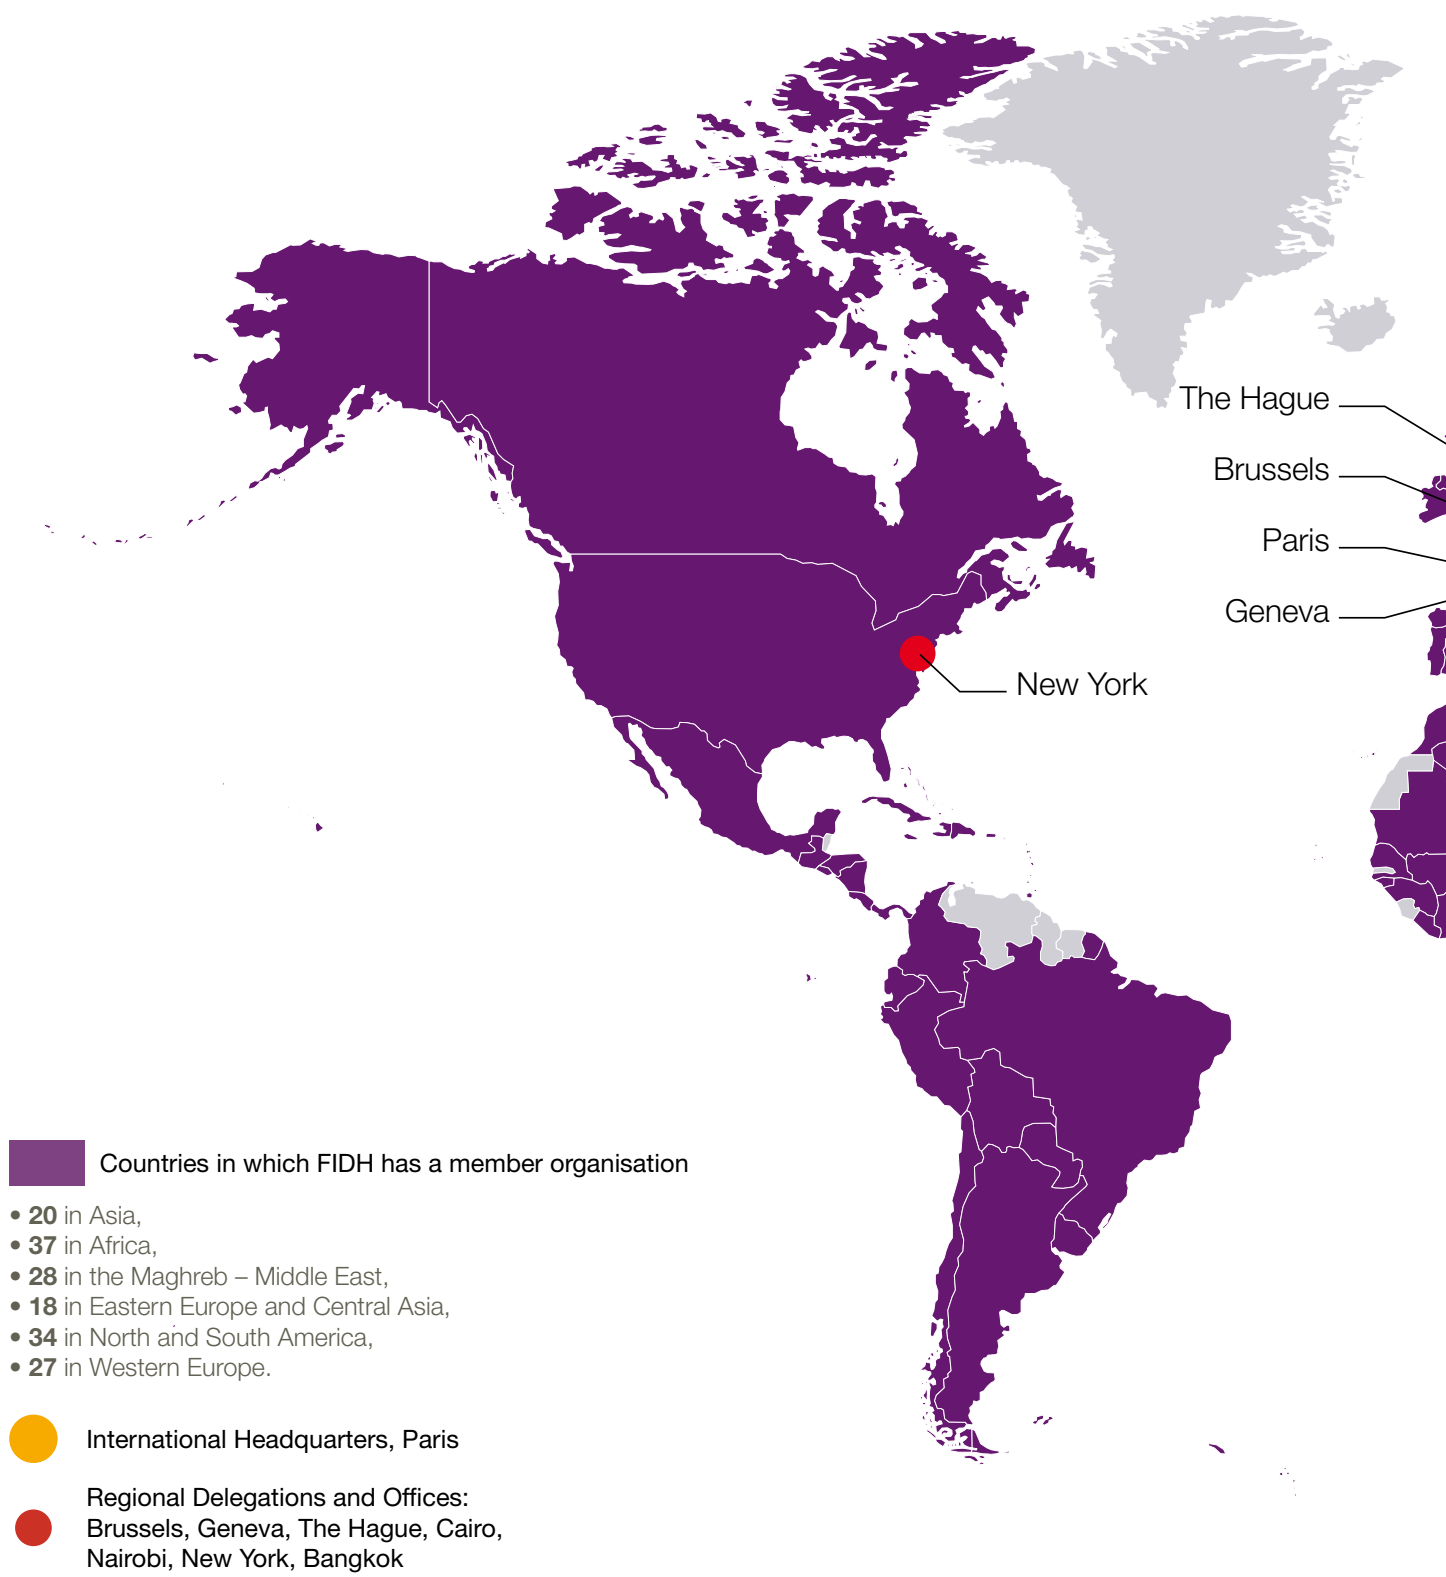 The Hague
Brussels
Paris
Geneva
New York
Countries in which FIDH has a member organisation
• 20 in Asia,
• 37 in Africa,
• 28 in the Maghreb – Middle East,
• 18 in Eastern Europe and Central Asia,
• 34 in North and South America,
• 27 in Western Europe.
International Headquarters, Paris
Regional Delegations and Offices:
Brussels, Geneva, The Hague, Cairo,
Nairobi, New York, Bangkok